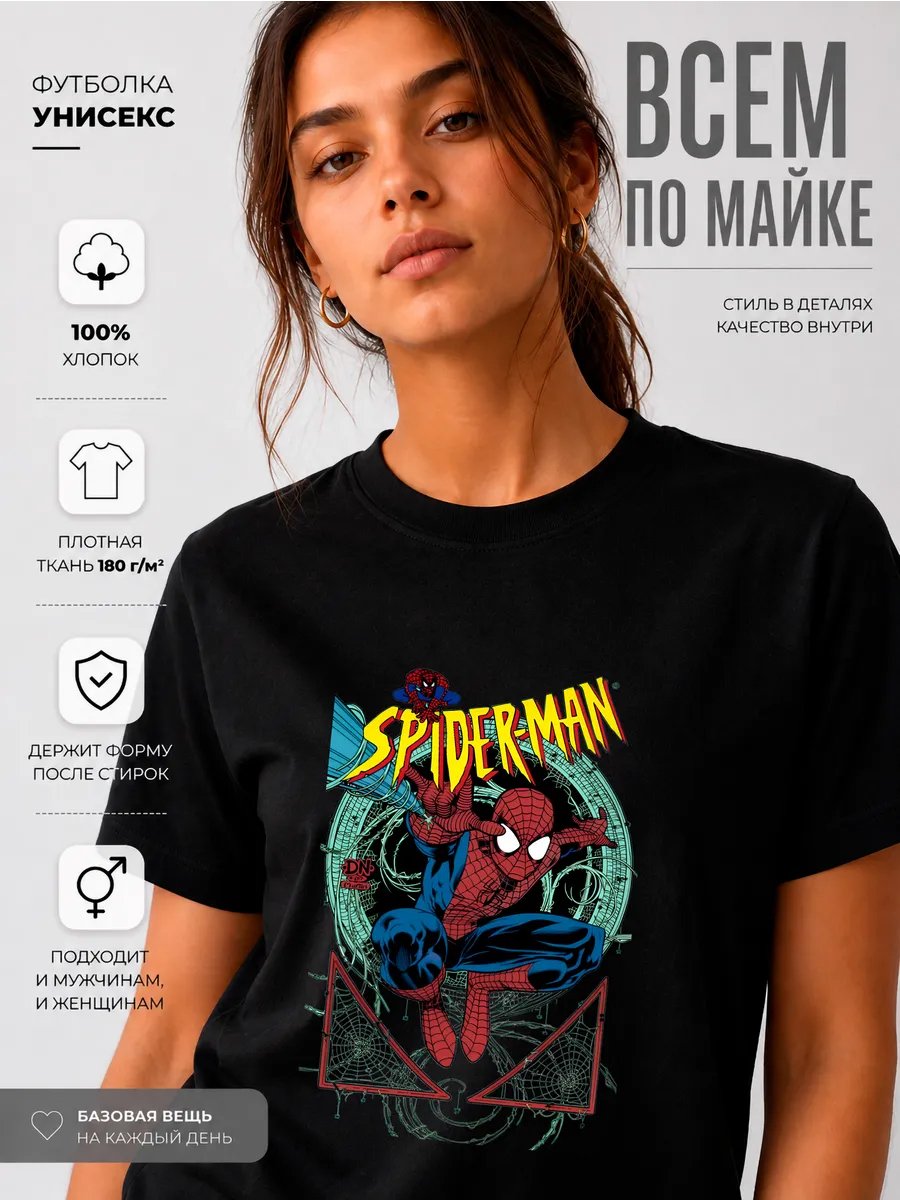 ФУТБОЛКА
УНИСЕКС
ВСЕМ
ПО МАЙКЕ
СТИЛЬ В ДЕТАЛЯХ
КАЧЕСТВО ВНУТРИ
100%
ХЛОПОК
ПЛОТНАЯ
ТКАНЬ 180 г/м²
ДЕРЖИТ ФОРМУ
ПОСЛЕ СТИРОК
ПОДХОДИТ
И МУЖЧИНАМ,
И ЖЕНЩИНАМ
SPIDER-MAN®
БАЗОВАЯ ВЕЩЬ
НА КАЖДЫЙ ДЕНЬ